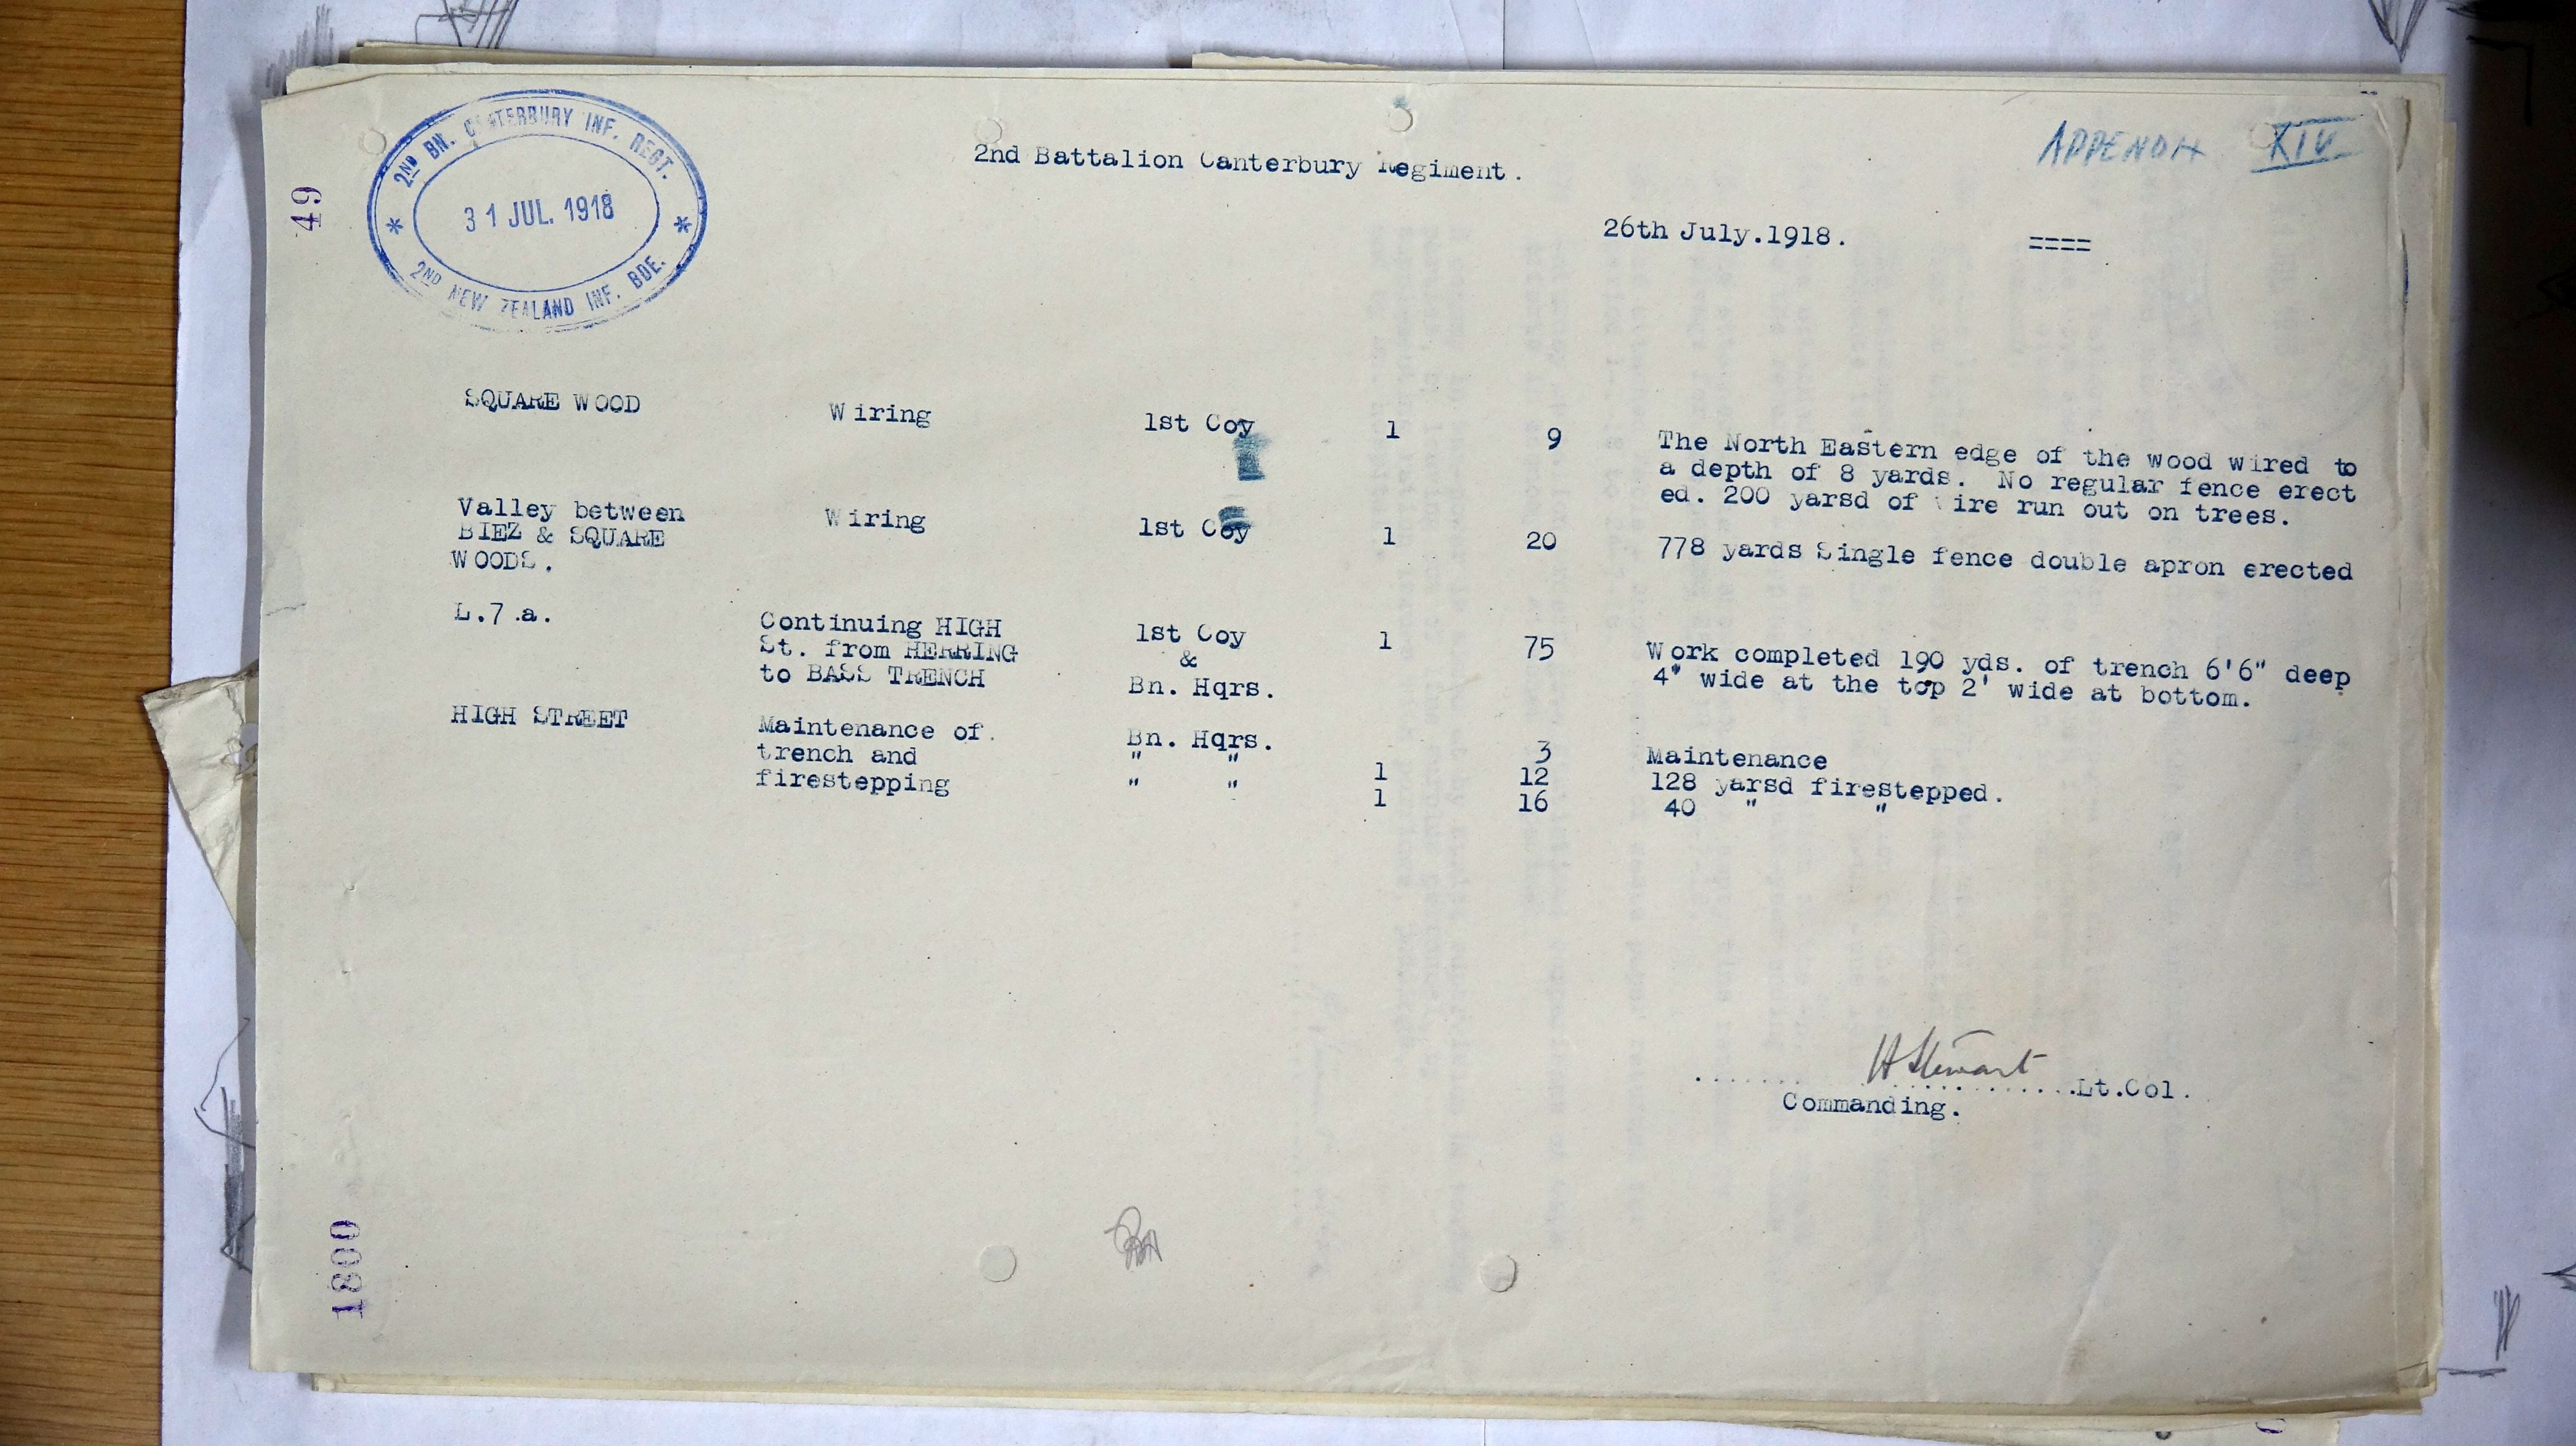 2ND BN. CANTERBURY INF. REGT.
31 JUL. 1918
2ND NEW ZEALAND INF. BDE.
49
2nd Battalion Canterbury Regiment.
APPENDIX XIV
26th July.1918. ====
SQUARE WOOD Wiring 1st Coy 1 9 The North Eastern edge of the wood wired to
a depth of 8 yards. No regular fence erect
ed. 200 yarsd of wire run out on trees.
Valley between Wiring 1st Coy 1 20 778 yards Single fence double apron erected
BIEZ & SQUARE
WOODS.
L.7.a. Continuing HIGH 1st Coy 1 75 Work completed 190 yds. of trench 6'6" deep
St. from HERRING & 4" wide at the top 2' wide at bottom.
to BASS TRENCH Bn. Hqrs.
HIGH STREET Maintenance of Bn. Hqrs. 3 Maintenance
trench and " " 1 12 128 yarsd firestepped.
firestepping " " 1 16 40 " "
H Stewart
....................Lt.Col.
Commanding.
1800